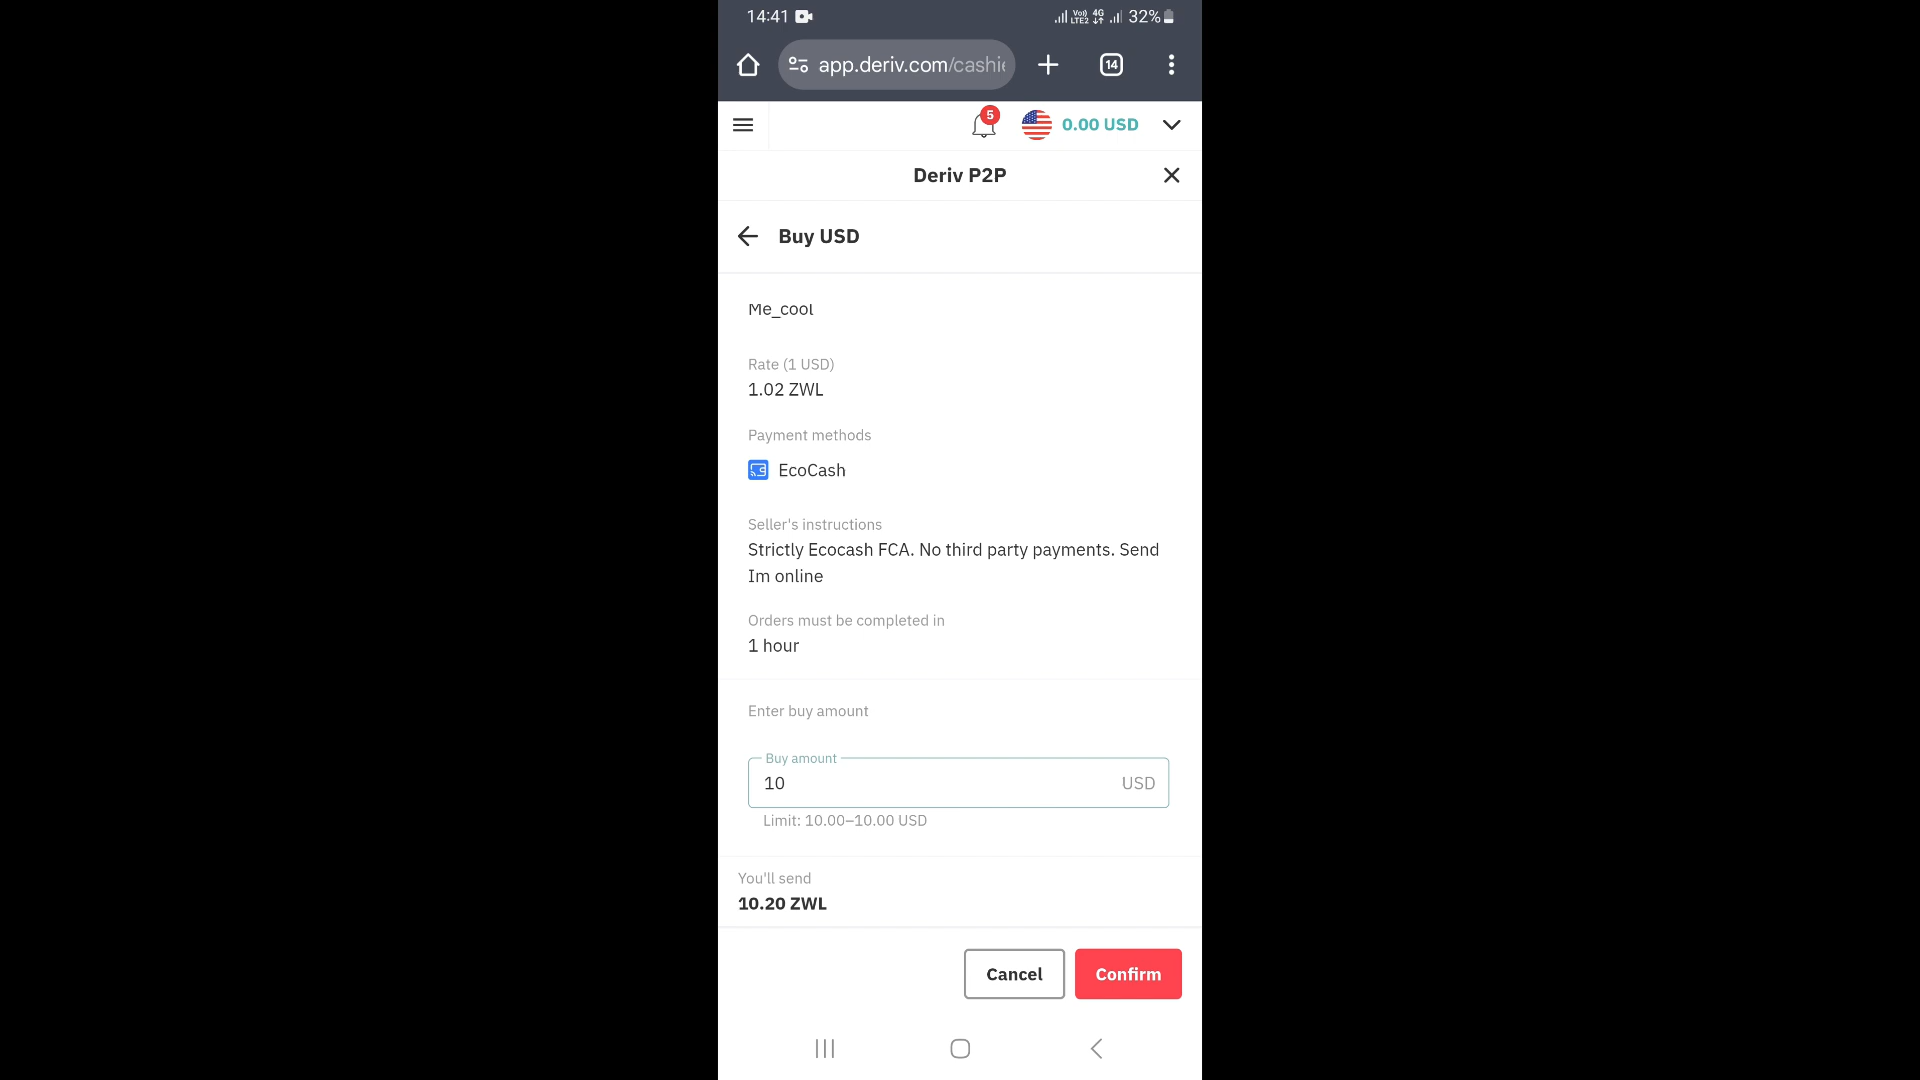 14:41
Vo) 4G 32%
LTE2
app.deriv.com/cashie
14
5
0.00 USD
Deriv P2P
Buy USD
Me_cool
Rate (1 USD)
1.02 ZWL
Payment methods
EcoCash
Seller's instructions
Strictly Ecocash FCA. No third party payments. Send
Im online
Orders must be completed in
1 hour
Enter buy amount
Buy amount
10 USD
Limit: 10.00–10.00 USD
You'll send
10.20 ZWL
Cancel Confirm